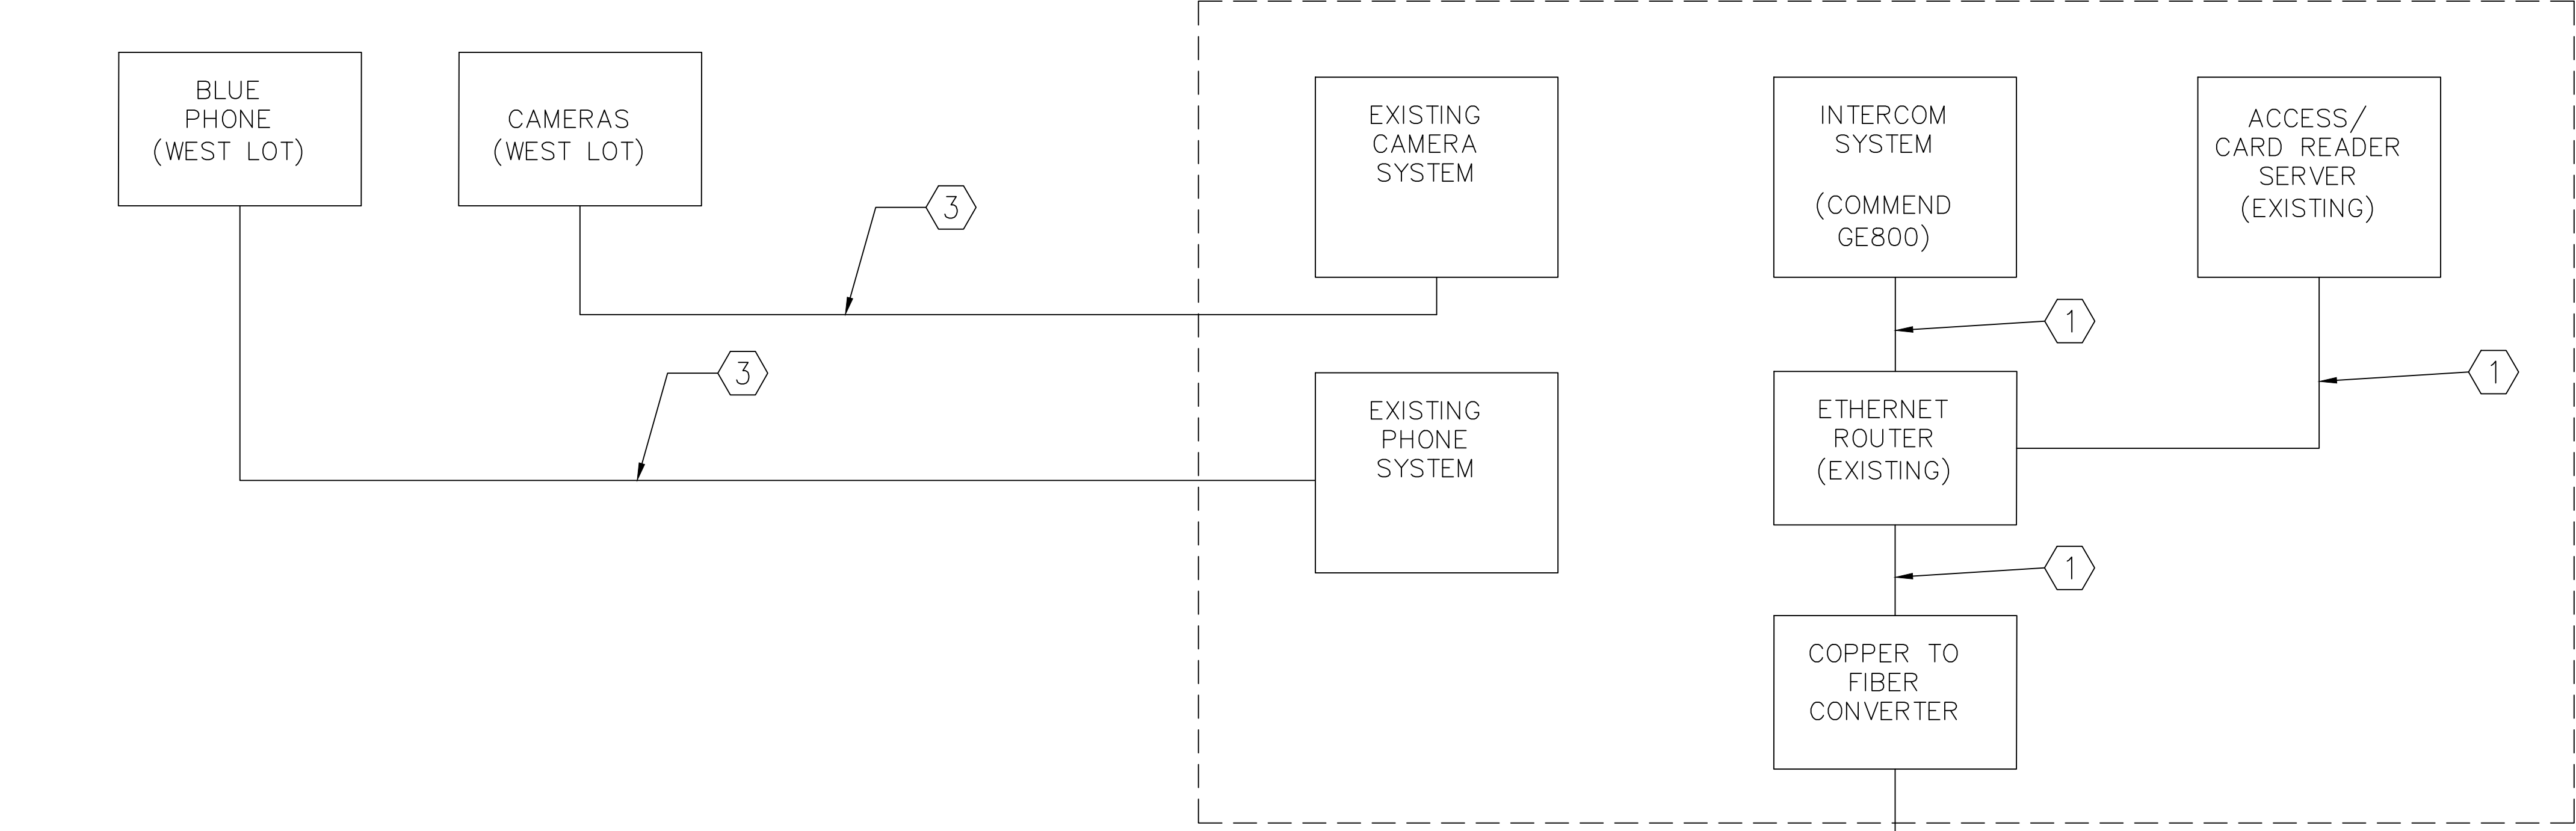 BLUE
PHONE
(WEST LOT)
CAMERAS
(WEST LOT)
3
3
EXISTING
CAMERA
SYSTEM
EXISTING
PHONE
SYSTEM
INTERCOM
SYSTEM
(COMMEND
GE800)
1
ACCESS/
CARD READER
SERVER
(EXISTING)
1
ETHERNET
ROUTER
(EXISTING)
1
COPPER TO
FIBER
CONVERTER